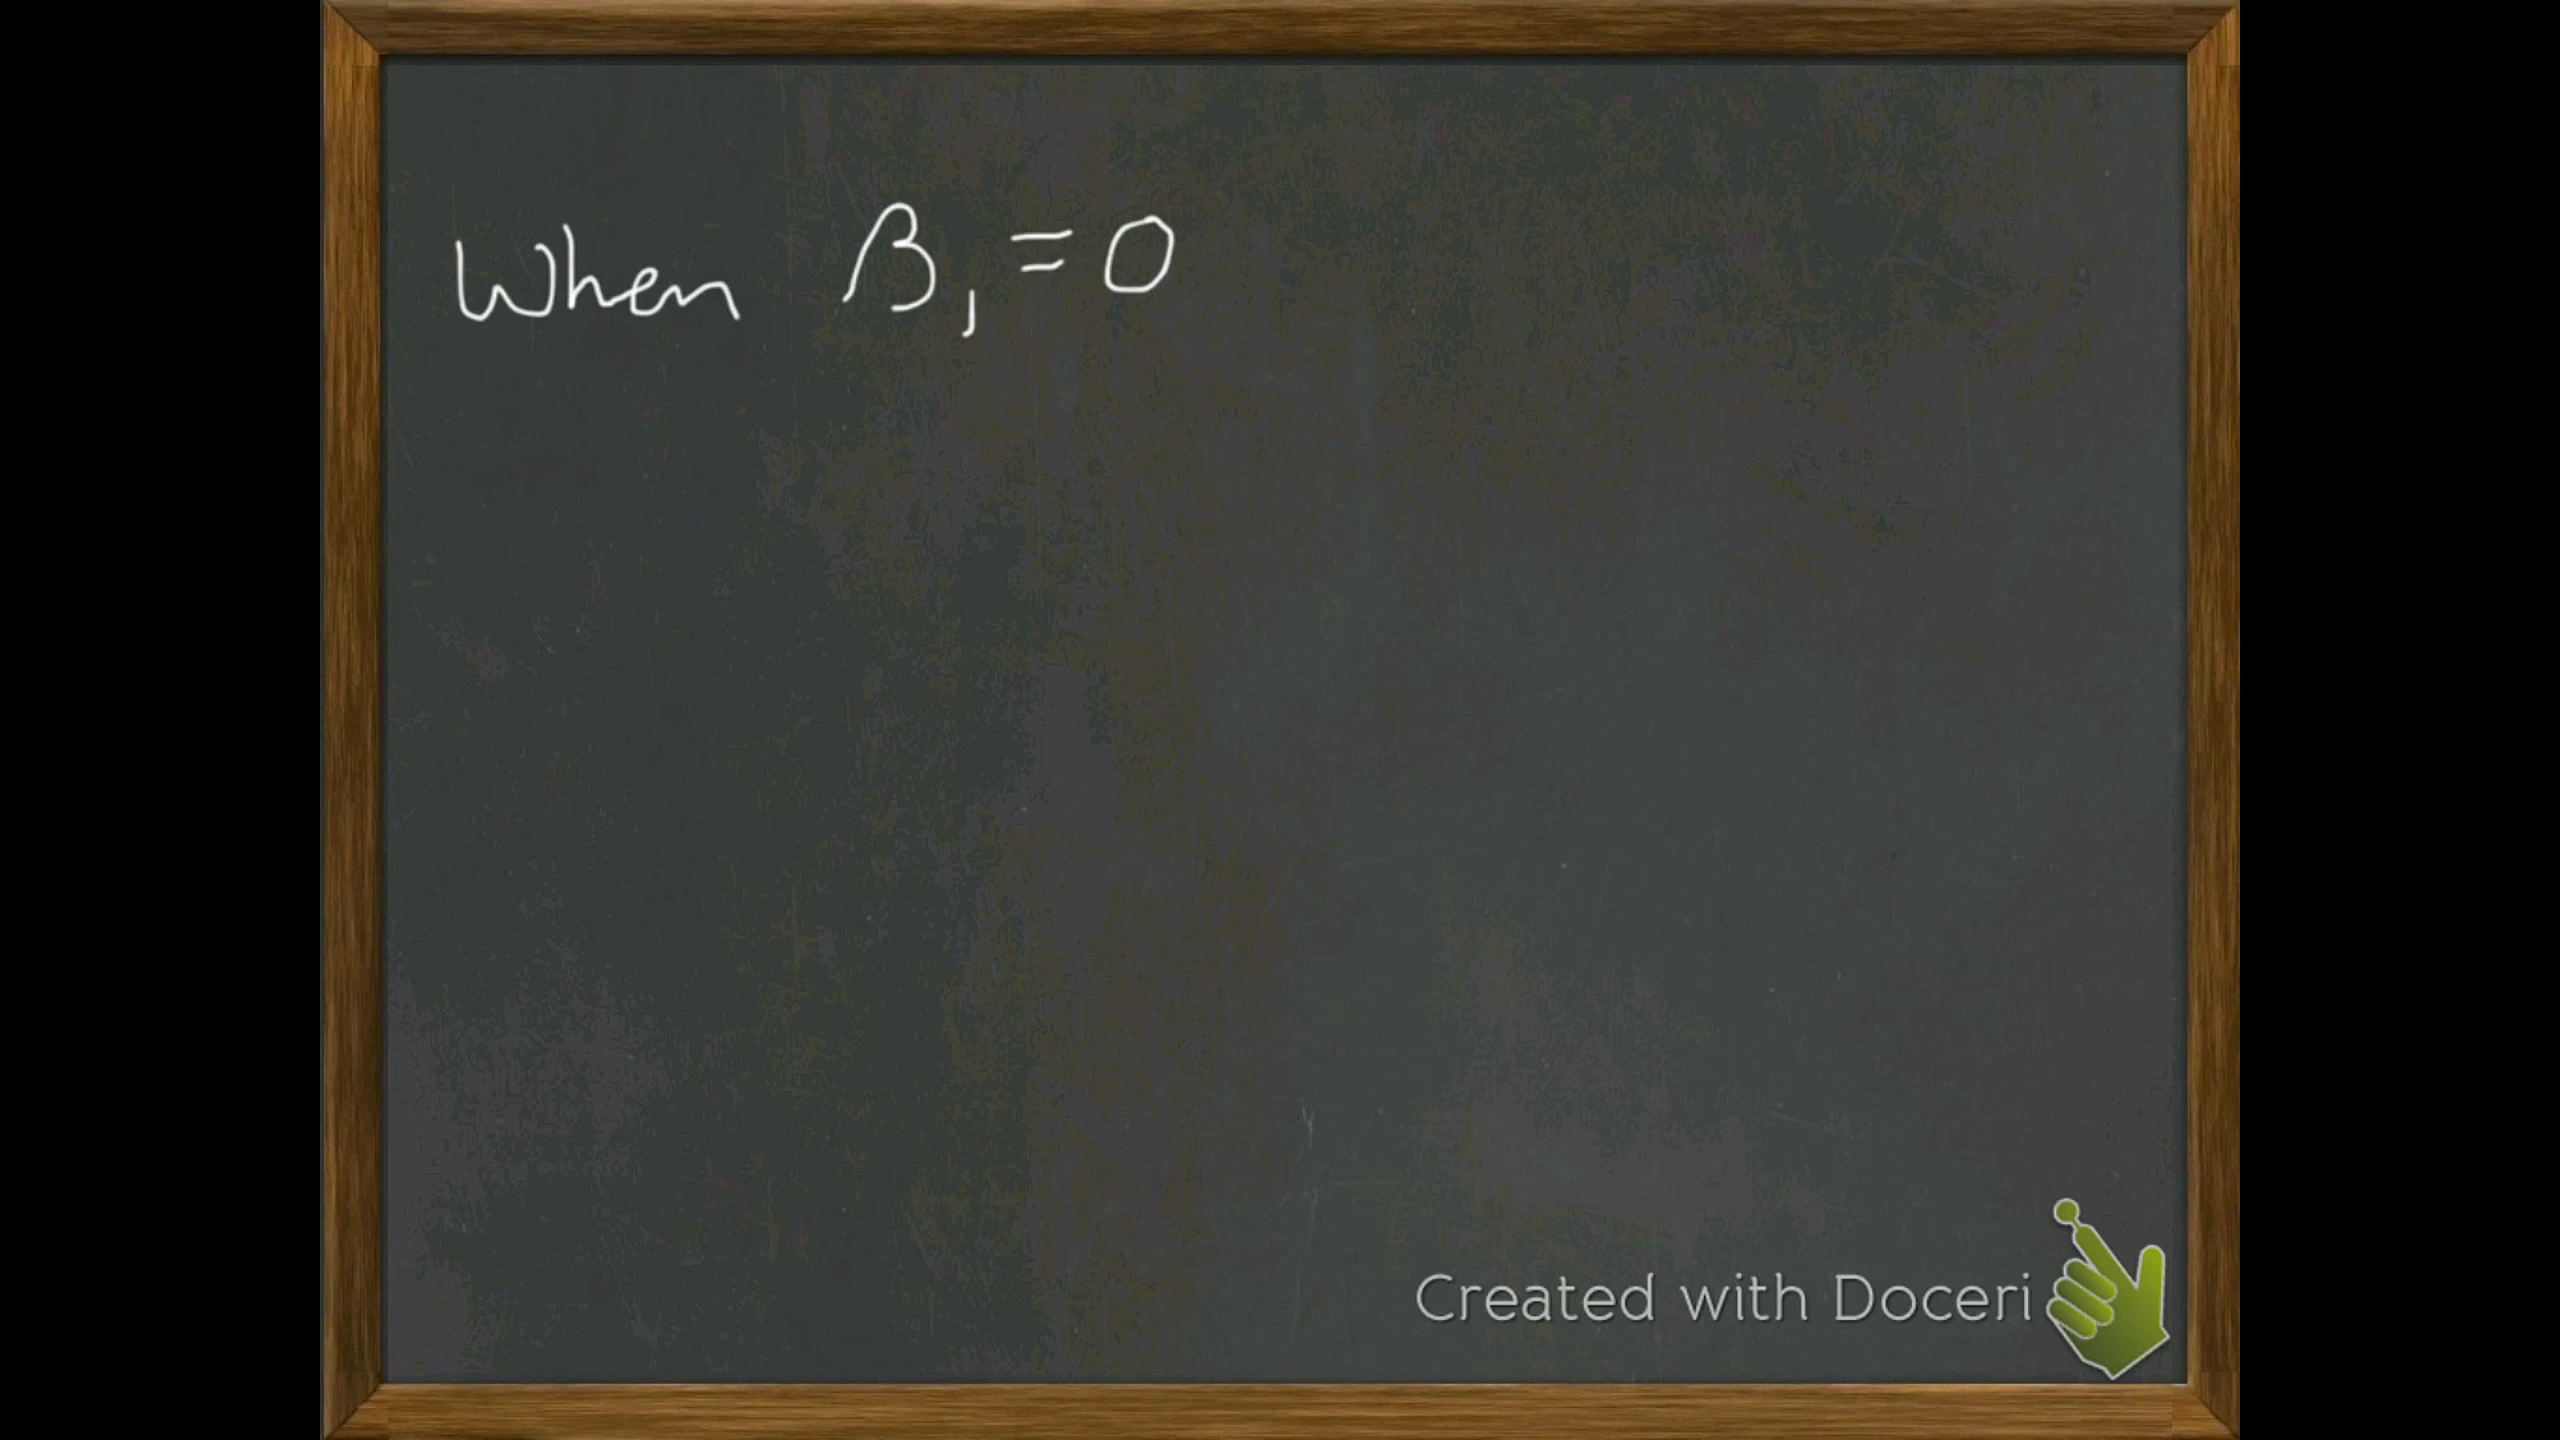 When β₁ = 0
Created with Doceri